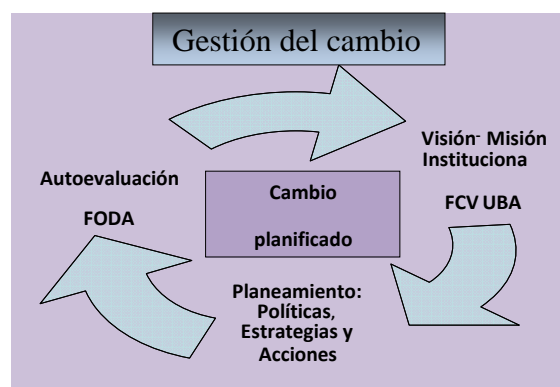 Gestión del cambio
Visión- Misión
Instituciona
FCV UBA
Autoevaluación
FODA
Cambio
planificado
Planeamiento:
Políticas,
Estrategias y
Acciones